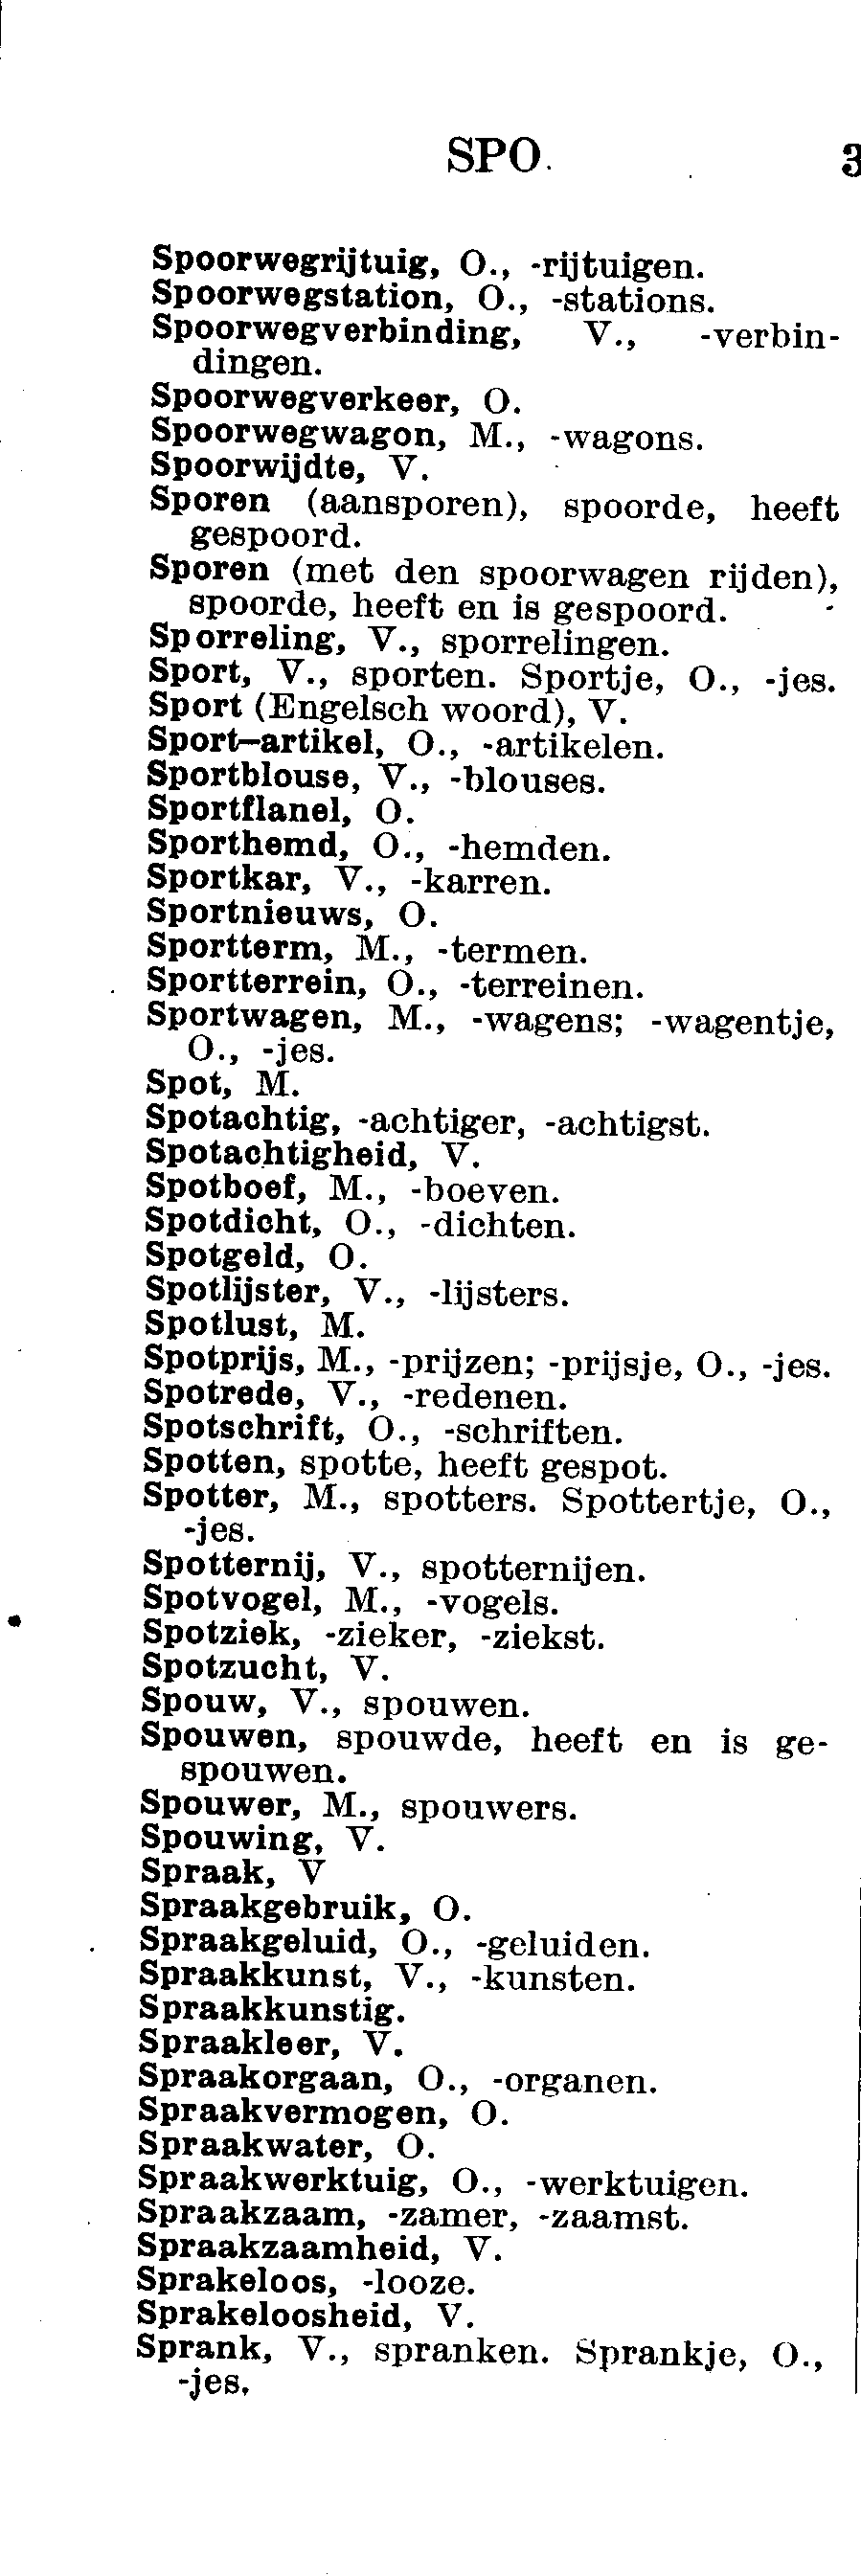 SPO. 3
Spoorwegrijtuig, O., -rijtuigen.
Spoorwegstation, O., -stations.
Spoorwegverbinding, V., -verbin-
dingen.
Spoorwegverkeer, O.
Spoorwegwagon, M., -wagons.
Spoorwijdte, V.
Sporen (aansporen), spoorde, heeft
gespoord.
Sporen (met den spoorwagen rijden),
spoorde, heeft en is gespoord.
Sporreling, V., sporrelingen.
Sport, V., sporten. Sportje, O., -jes.
Sport (Engelsch woord), V.
Sport-artikel, O., -artikelen.
Sportblouse, V., -blouses.
Sportflanel, O.
Sporthemd, O., -hemden.
Sportkar, V., -karren.
Sportnieuws, O.
Sportterm, M., -termen.
Sportterrein, O., -terreinen.
Sportwagen, M., -wagens; -wagentje,
O., -jes.
Spot, M.
Spotachtig, -achtiger, -achtigst.
Spotachtigheid, V.
Spotboef, M., -boeven.
Spotdicht, O., -dichten.
Spotgeld, O.
Spotlijster, V., -lijsters.
Spotlust, M.
Spotprijs, M., -prijzen; -prijsje, O., -jes.
Spotrede, V., -redenen.
Spotschrift, O., -schriften.
Spotten, spotte, heeft gespot.
Spotter, M., spotters. Spottertje, O.,
-jes.
Spotternij, V., spotternijen.
Spotvogel, M., -vogels.
Spotziek, -zieker, -ziekst.
Spotzucht, V.
Spouw, V., spouwen.
Spouwen, spouwde, heeft en is ge-
spouwen.
Spouwer, M., spouwers.
Spouwing, V.
Spraak, V
Spraakgebruik, O.
Spraakgeluid, O., -geluiden.
Spraakkunst, V., -kunsten.
Spraakkunstig.
Spraakleer, V.
Spraakorgaan, O., -organen.
Spraakvermogen, O.
Spraakwater, O.
Spraakwerktuig, O., -werktuigen.
Spraakzaam, -zamer, -zaamst.
Spraakzaamheid, V.
Sprakeloos, -looze.
Sprakeloosheid, V.
Sprank, V., spranken. Sprankje, O.,
-jes.